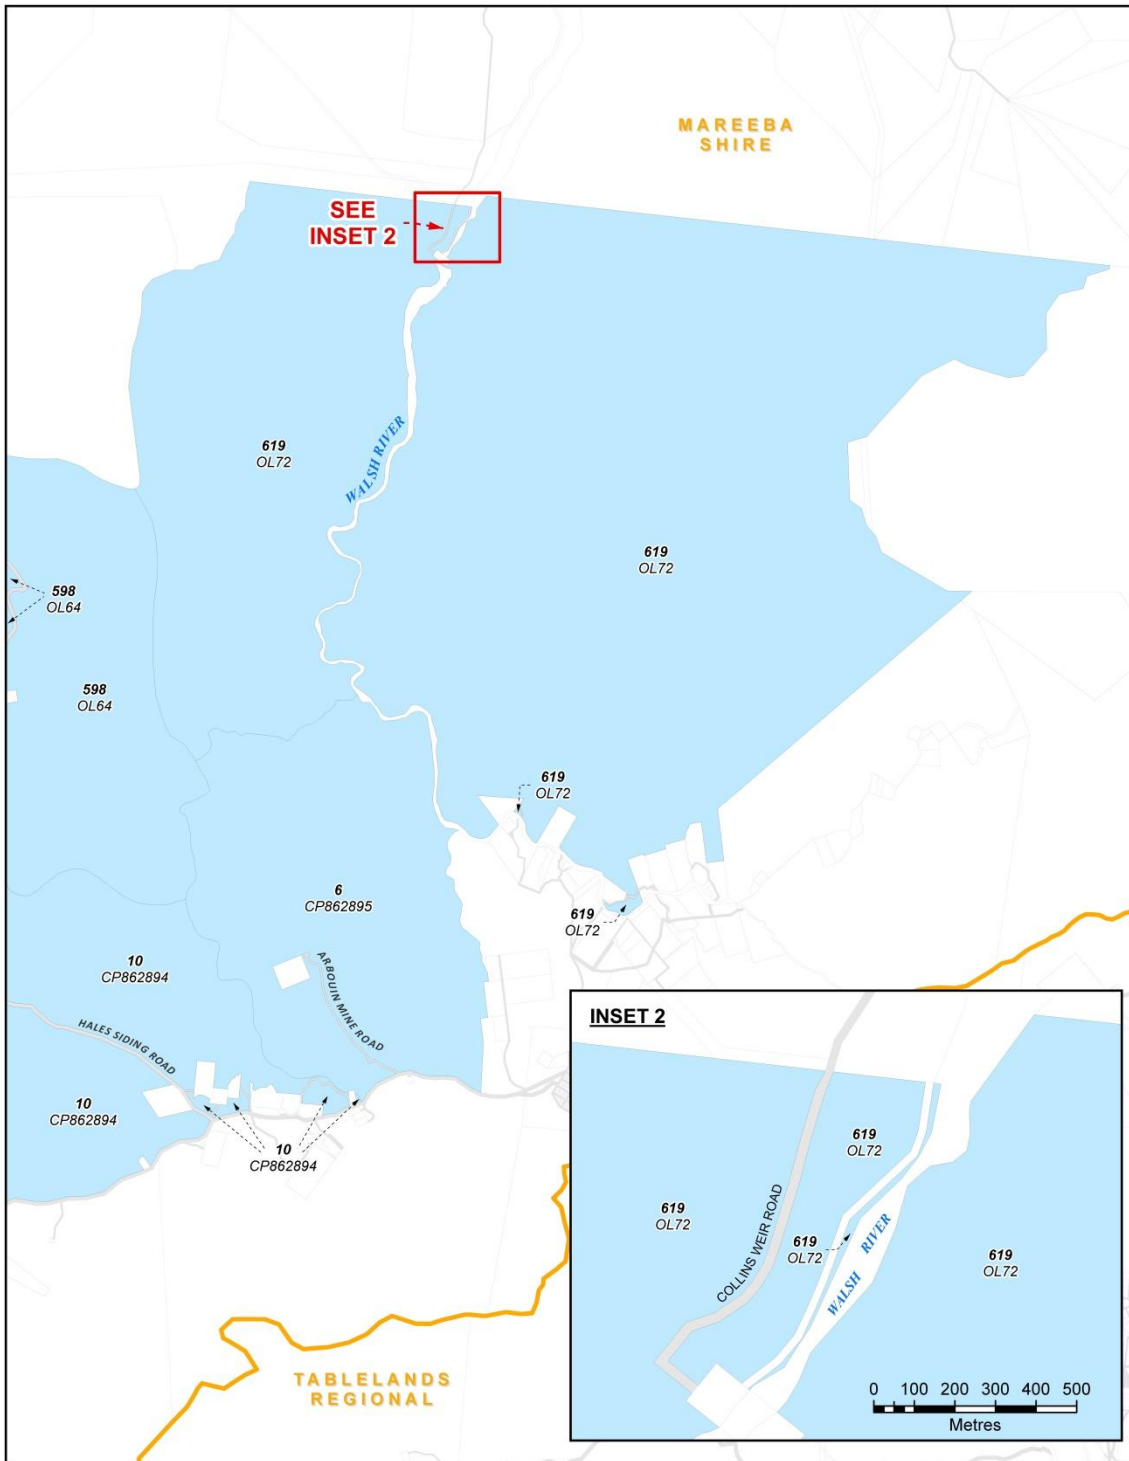 MAREEBA
SHIRE
SEE
INSET 2
619
OL72
WALSH RIVER
619
OL72
598
OL64
598
OL64
619
OL72
6
CP862895
619
OL72
10
CP862894
ARBOUIN MINE ROAD
HALES SIDING ROAD
10
CP862894
10
CP862894
TABLELANDS
REGIONAL
INSET 2
619
OL72
619
OL72
619
OL72
619
OL72
COLLINS WEIR ROAD
WALSH RIVER
0 100 200 300 400 500
Metres